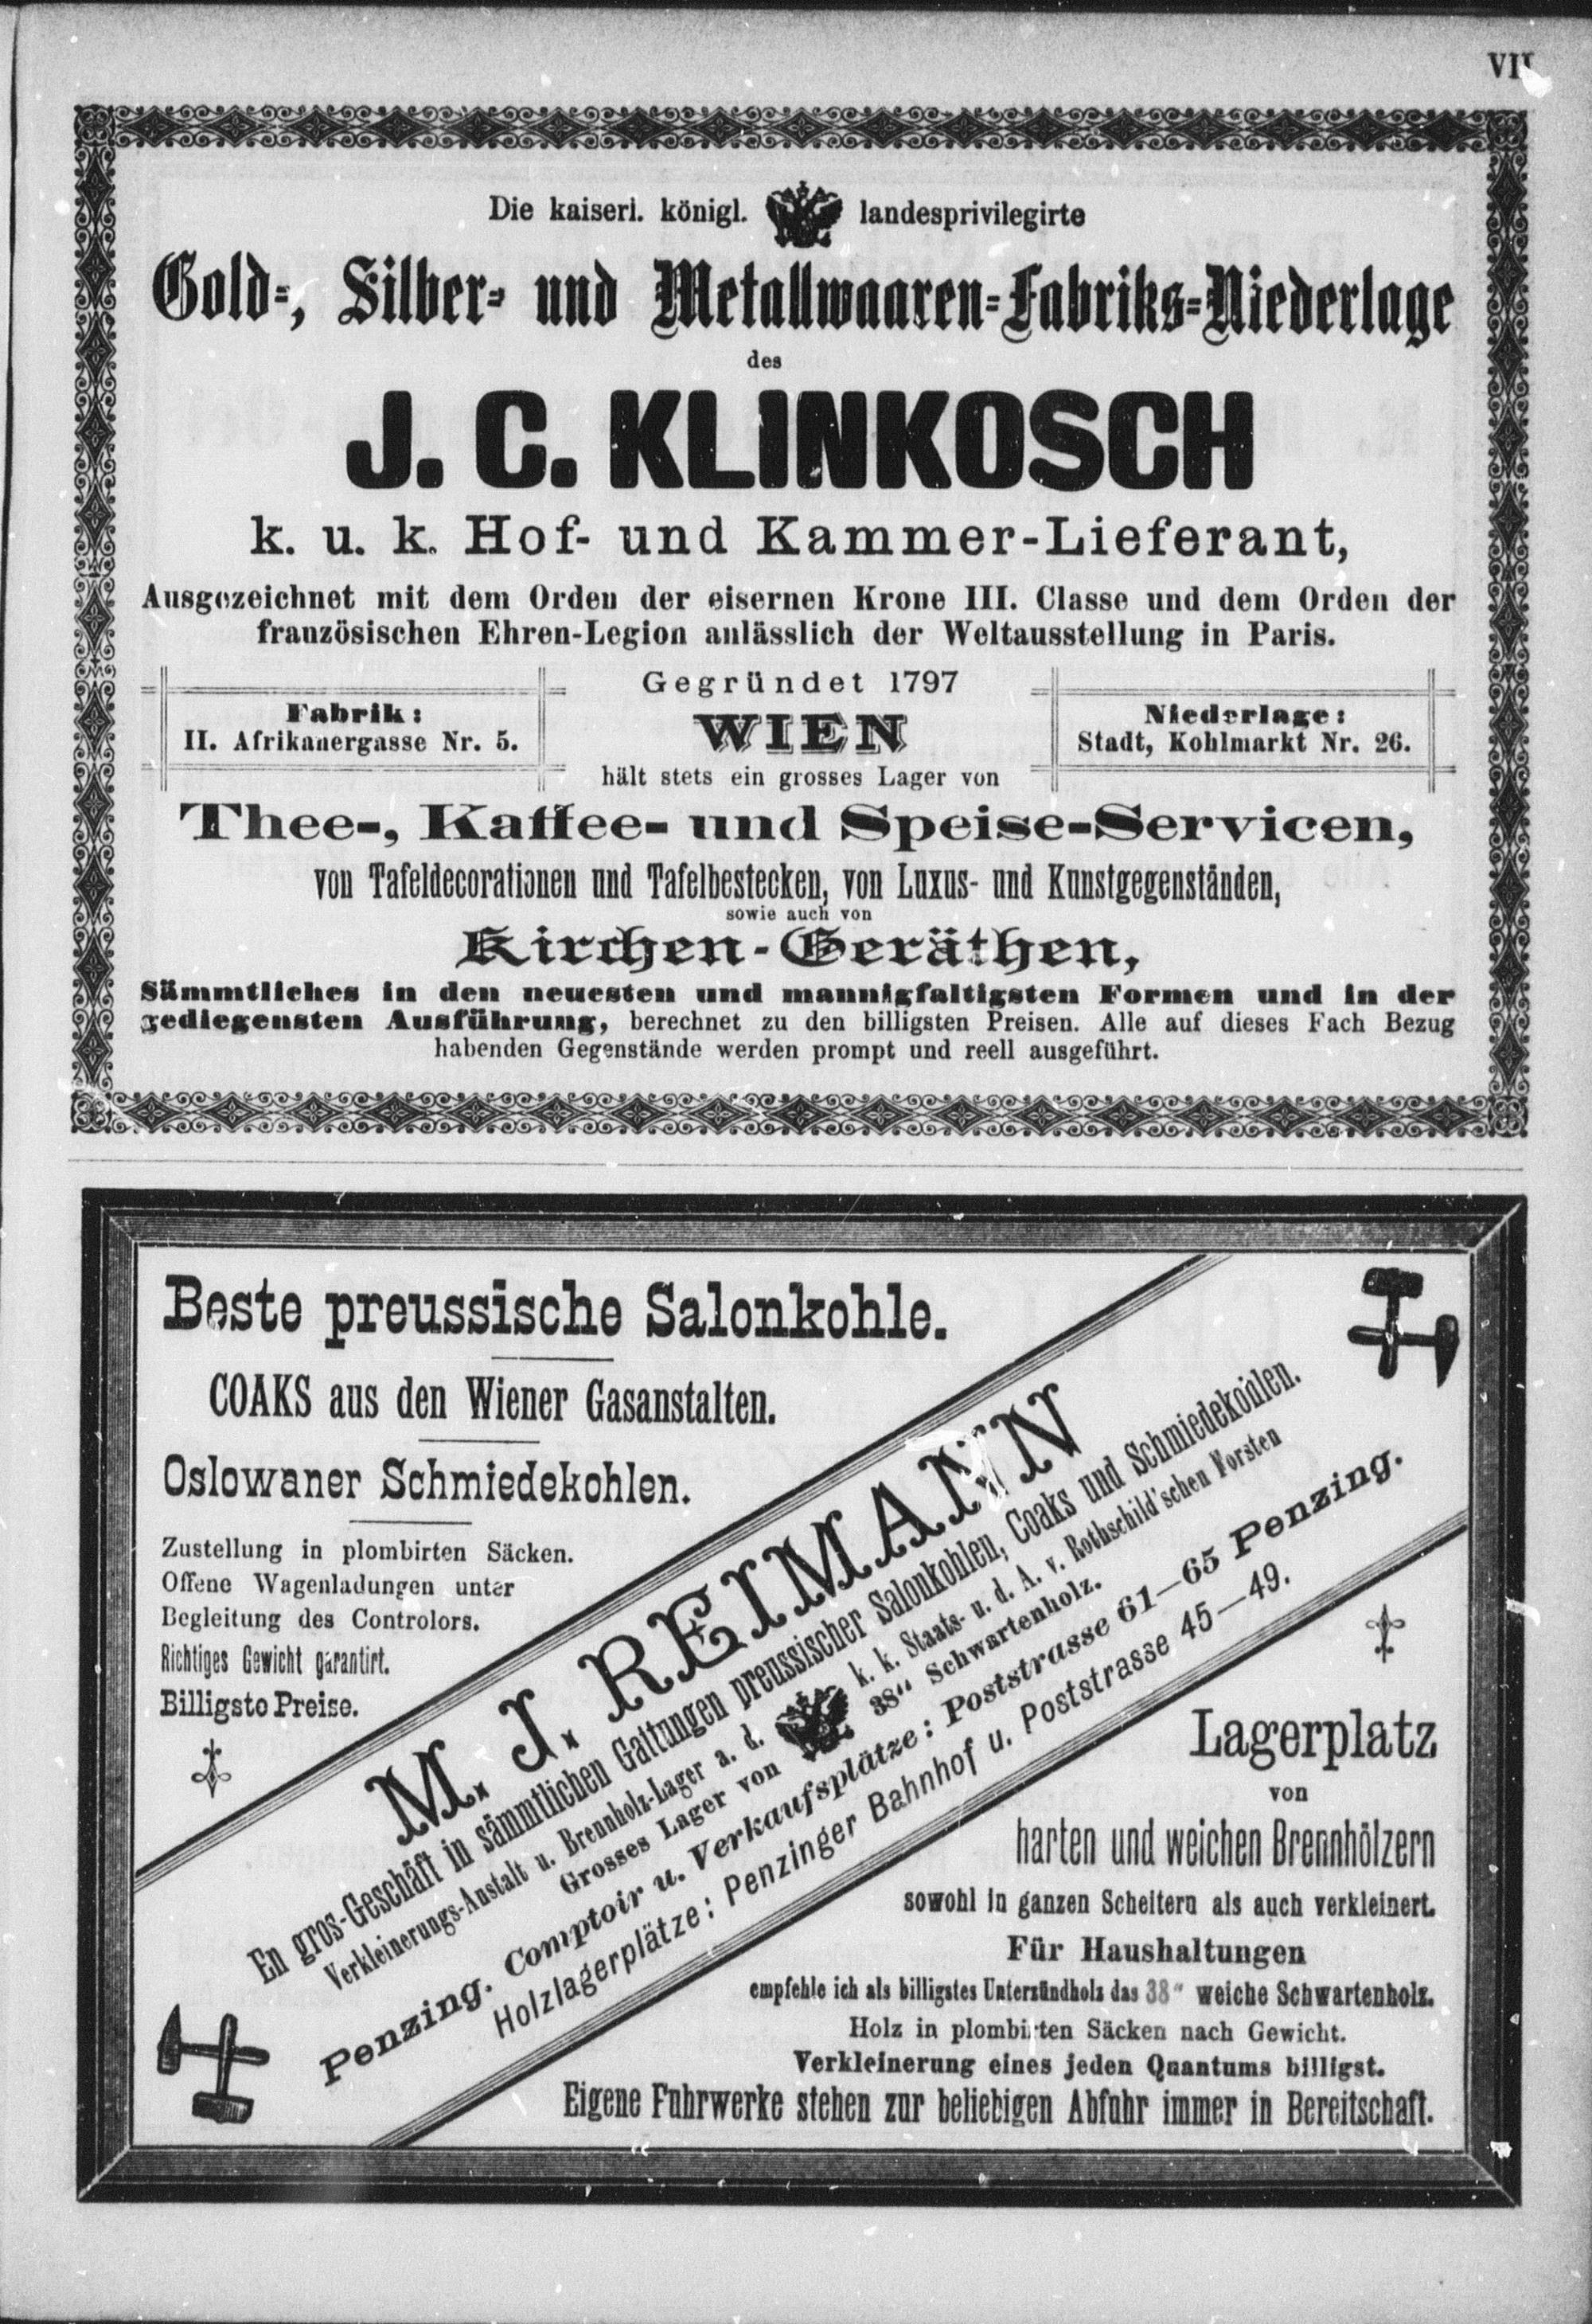 VII
Die kaiserl. königl. landesprivilegirte
Gold-, Silber- und Metallwaaren-Fabriks-Niederlage
des
J. C. KLINKOSCH
k. u. k. Hof- und Kammer-Lieferant,
Ausgezeichnet mit dem Orden der eisernen Krone III. Classe und dem Orden der
französischen Ehren-Legion anlässlich der Weltausstellung in Paris.
Gegründet 1797
Fabrik:
II. Afrikanergasse Nr. 5.
WIEN
Niederlage:
Stadt, Kohlmarkt Nr. 26.
hält stets ein grosses Lager von
Thee-, Kaffee- und Speise-Servicen,
von Tafeldecorationen und Tafelbestecken, von Luxus- und Kunstgegenständen,
sowie auch von
Kirchen-Geräthen,
Sämmtliches in den neuesten und mannigfaltigsten Formen und in der
gediegensten Ausführung, berechnet zu den billigsten Preisen. Alle auf dieses Fach Bezug
habenden Gegenstände werden prompt und reell ausgeführt.
Beste preussische Salonkohle.
COAKS aus den Wiener Gasanstalten.
Oslowaner Schmiedekohlen.
Zustellung in plombirten Säcken.
Offene Wagenladungen unter
Begleitung des Controlors.
Richtiges Gewicht garantirt.
Billigste Preise.
M. J. REIMANN
En gros-Geschäft in sämmtlichen Gattungen preussischer Salonkohlen, Coaks und Schmiedekohlen.
Verkleinerungs-Anstalt u. Brennholz-Lager a. d. k. k. Staats- u. d. A. v. Rothschild'schen Forsten
Grosses Lager von 38" Schwartenholz.
Penzing. Comptoir u. Verkaufsplätze: Poststrasse 61—65 Penzing.
Holzlagerplätze: Penzinger Bahnhof u. Poststrasse 45—49.
Lagerplatz
von
harten und weichen Brennhölzern
sowohl in ganzen Scheitern als auch verkleinert.
Für Haushaltungen
empfehle ich als billigstes Unterzündholz das 38" weiche Schwartenholz.
Holz in plombirten Säcken nach Gewicht.
Verkleinerung eines jeden Quantums billigst.
Eigene Fuhrwerke stehen zur beliebigen Abfuhr immer in Bereitschaft.